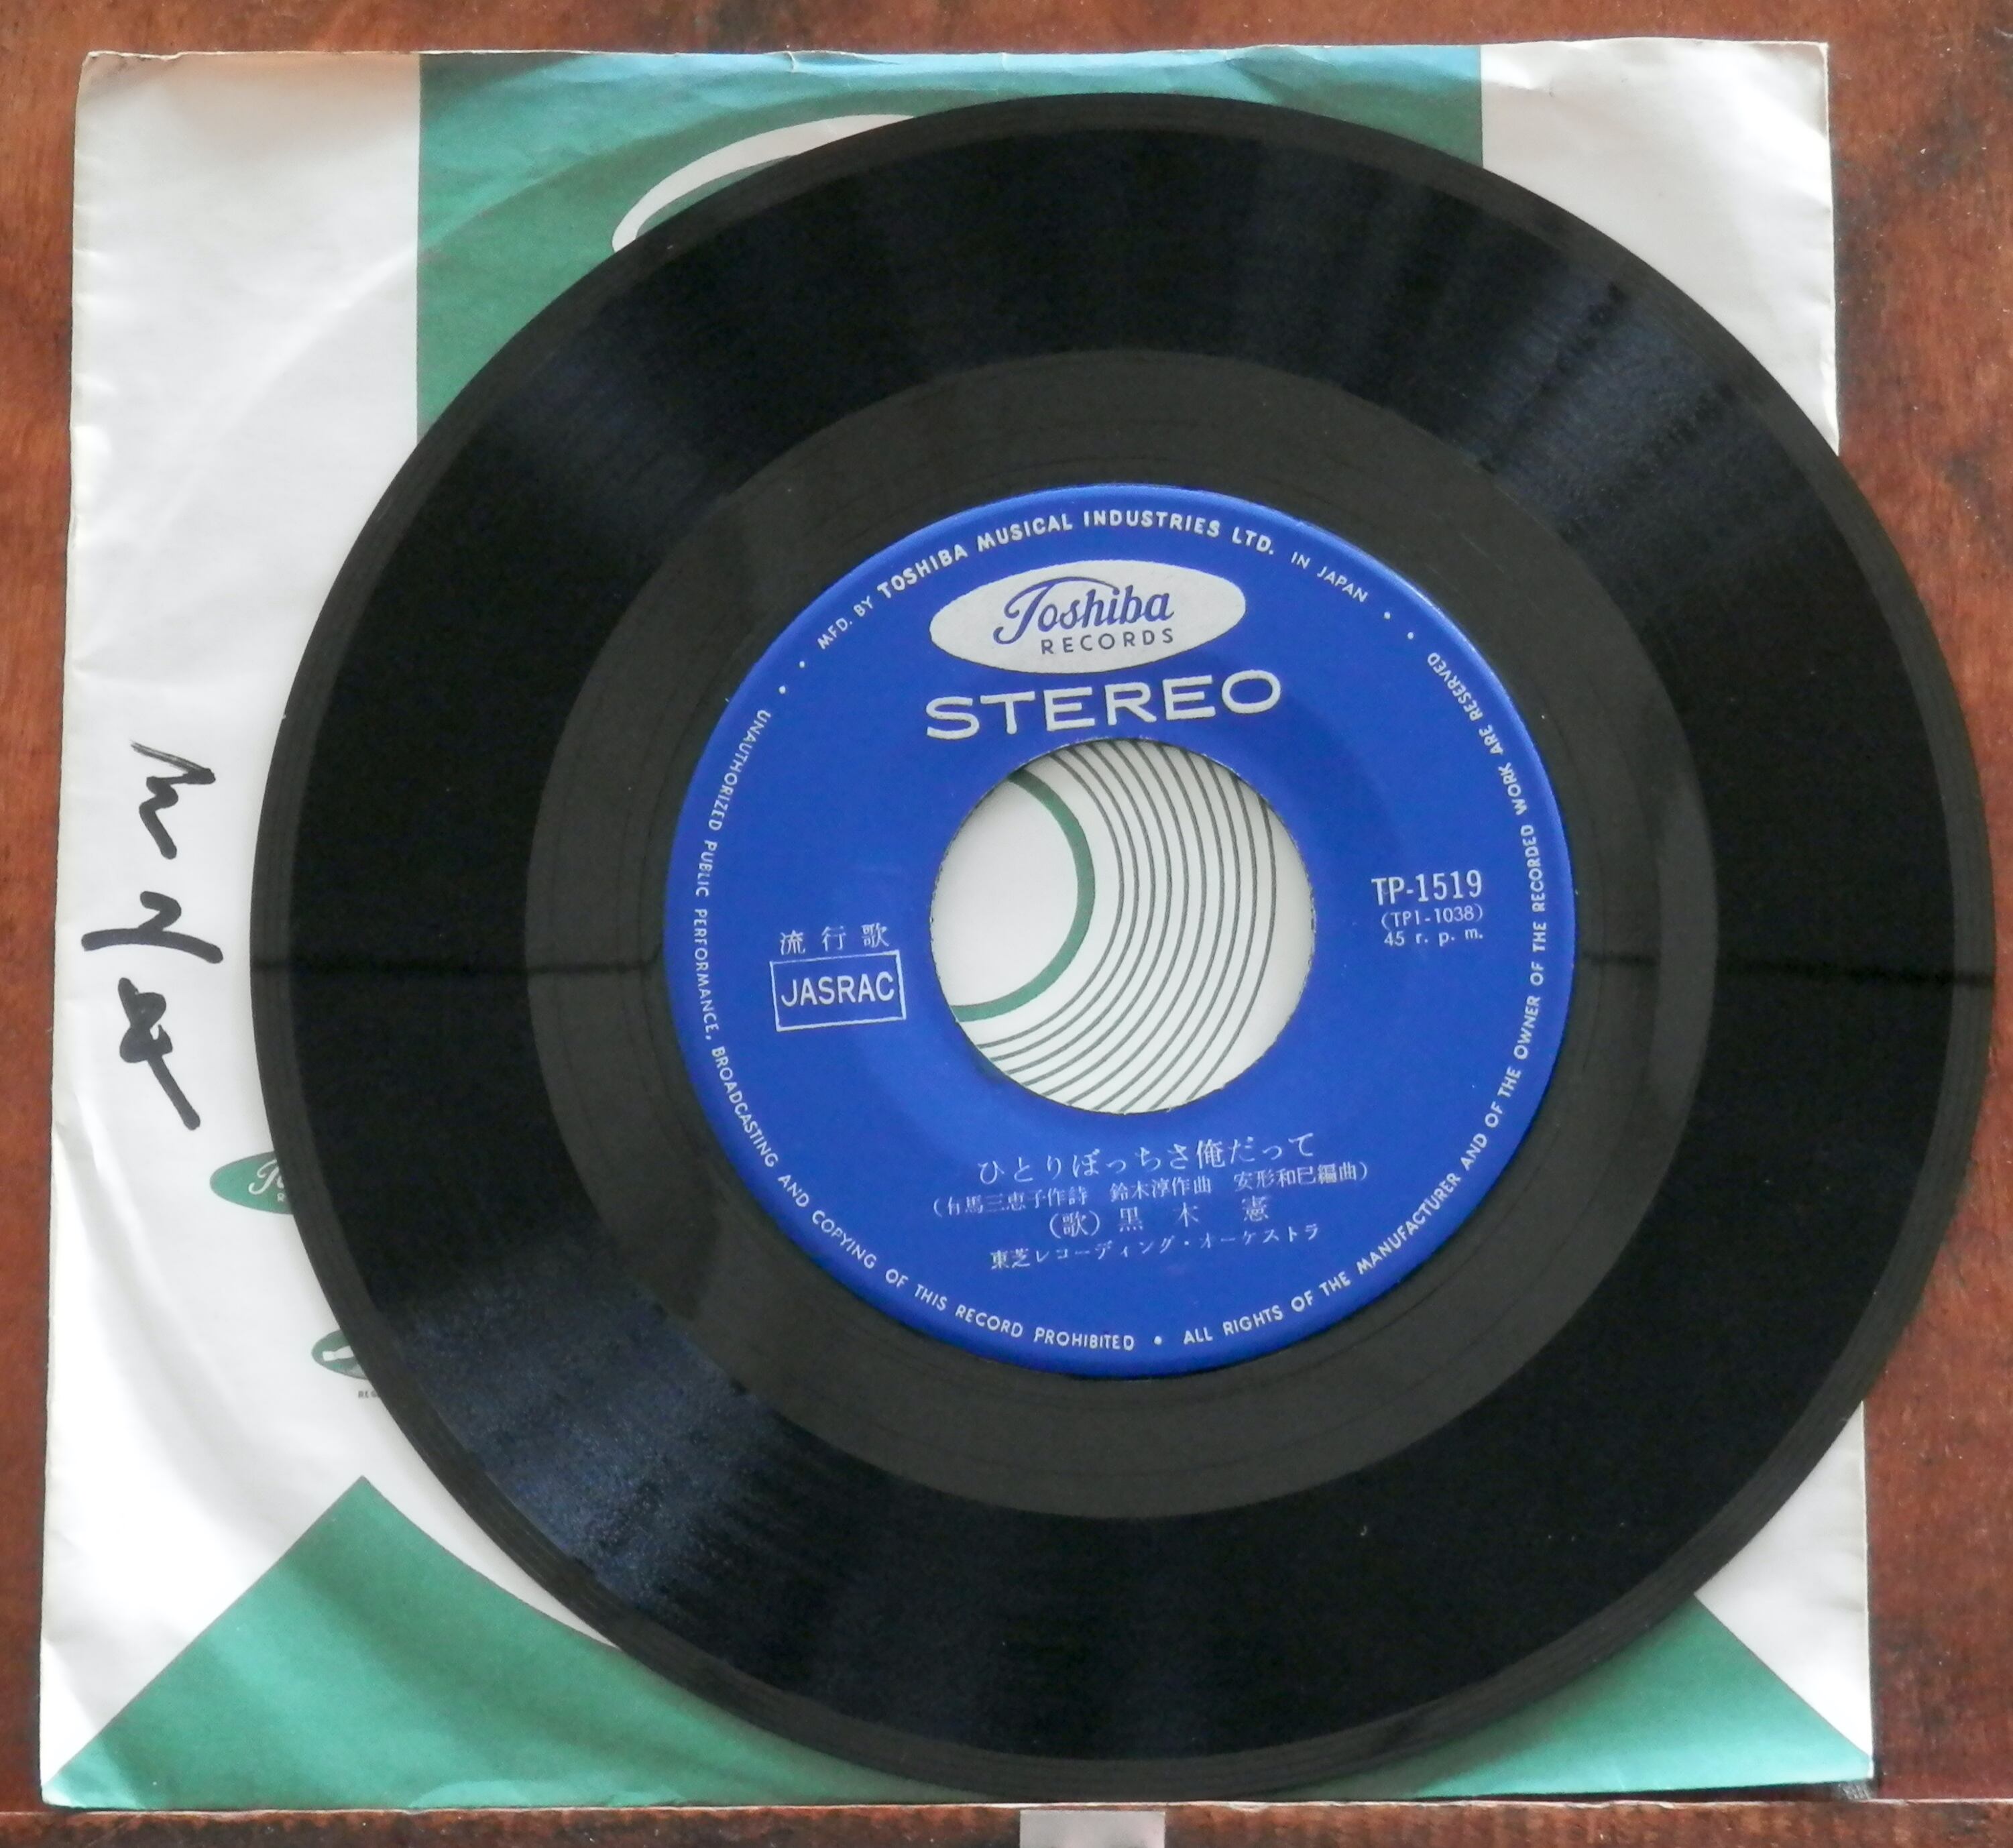 MFD. BY TOSHIBA MUSICAL INDUSTRIES LTD. IN JAPAN
Toshiba
RECORDS
STEREO
TP-1519
(TP1-1038)
45 r. p. m.
流行歌
JASRAC
ひとりぼっちさ俺だって
(有馬三恵子作詩 鈴木淳作曲 安形和巳編曲)
(歌) 黒木 憲
東芝レコーディング・オーケストラ
UNAUTHORIZED PUBLIC PERFORMANCE, BROADCASTING AND COPYING OF THIS RECORD PROHIBITED • ALL RIGHTS OF THE MANUFACTURER AND OF THE OWNER OF THE RECORDED WORK ARE RESERVED